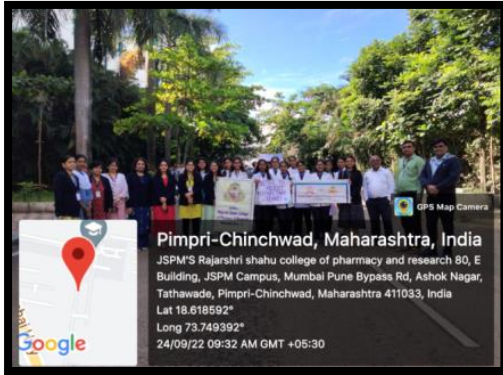 GPS Map Camera
Pimpri-Chinchwad, Maharashtra, India
JSPM'S Rajarshri shahu college of pharmacy and research 80, E
Building, JSPM Campus, Mumbai Pune Bypass Rd, Ashok Nagar,
Tathawade, Pimpri-Chinchwad, Maharashtra 411033, India
Lat 18.618592°
Long 73.749392°
24/09/22 09:32 AM GMT +05:30
Google